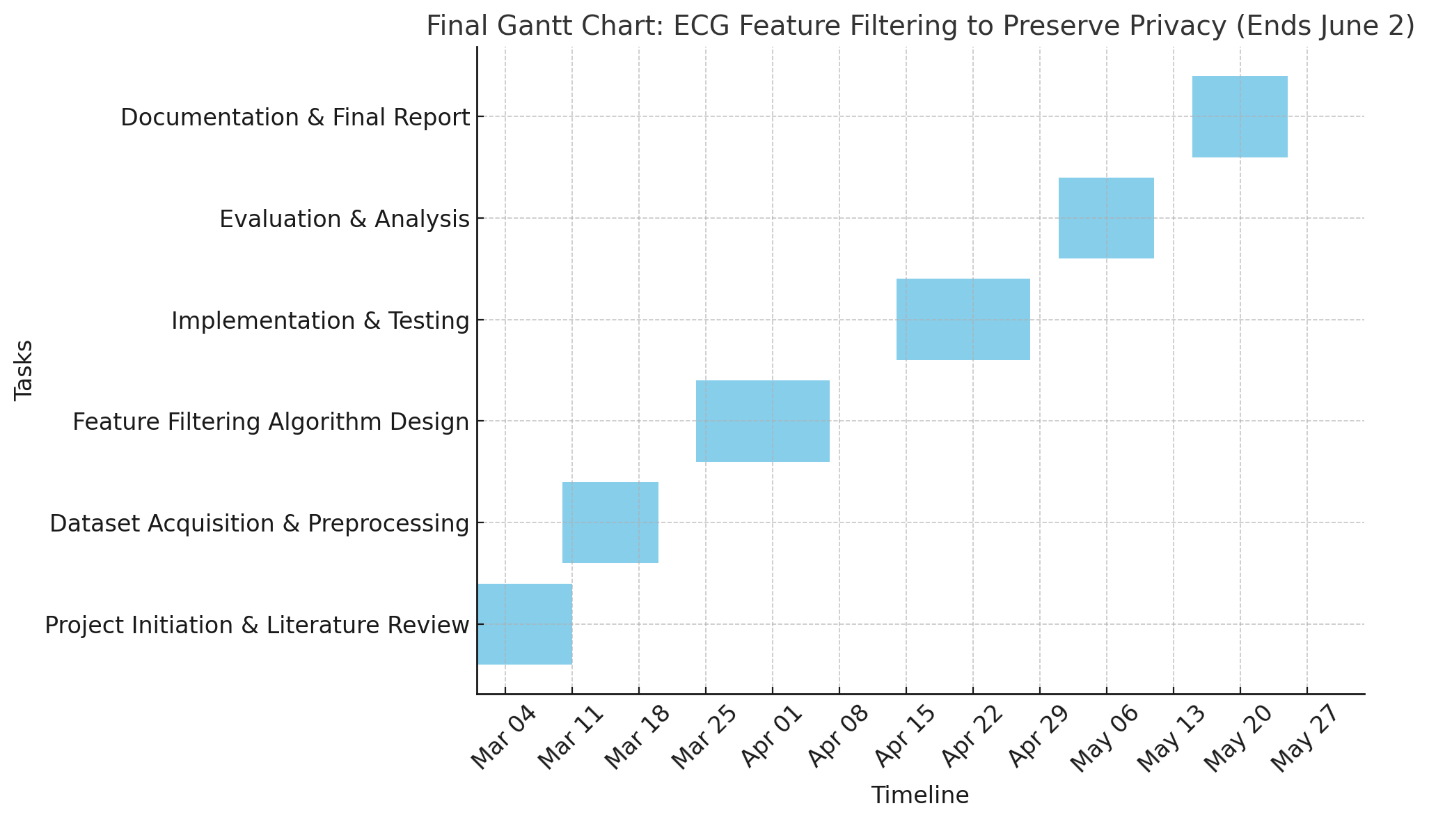 Final Gantt Chart: ECG Feature Filtering to Preserve Privacy (Ends June 2)
Documentation & Final Report
Evaluation & Analysis
Implementation & Testing
Tasks
Feature Filtering Algorithm Design
Dataset Acquisition & Preprocessing
Project Initiation & Literature Review
Mar 04
Mar 11
Mar 18
Mar 25
Apr 01
Apr 08
Apr 15
Apr 22
Apr 29
May 06
May 13
May 20
May 27
Timeline